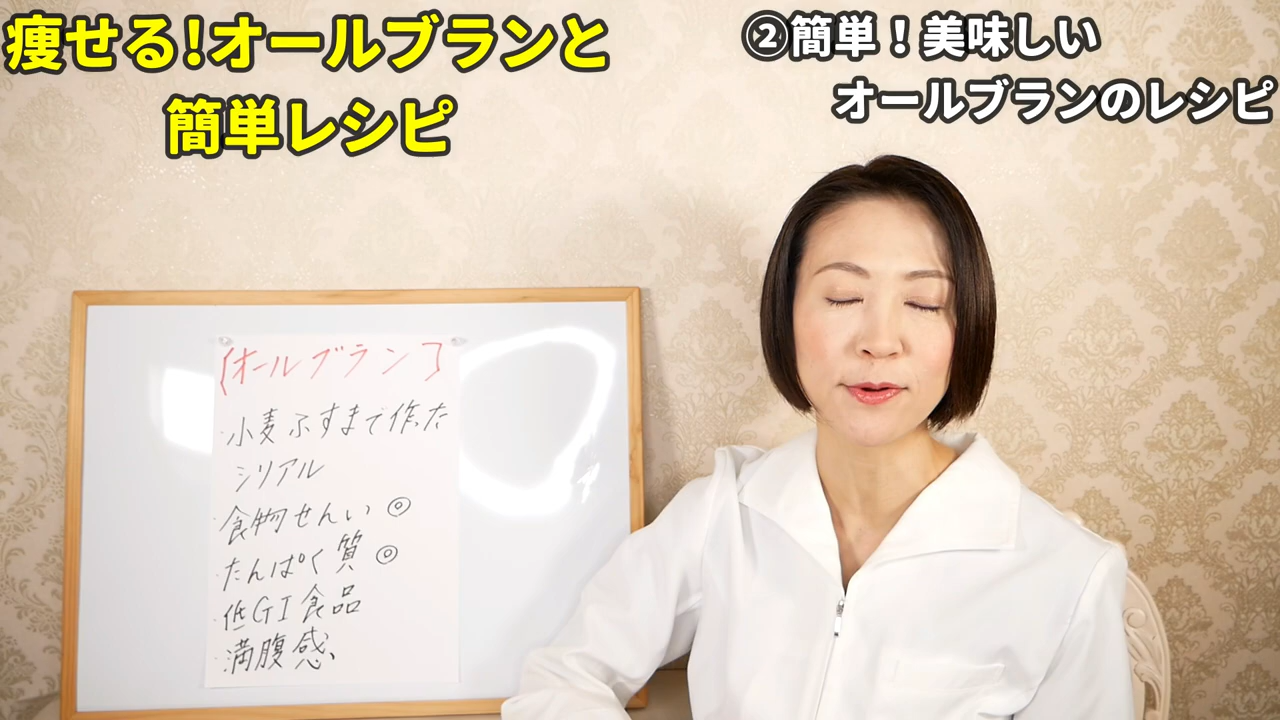 痩せる!オールブランと
簡単レシピ
②簡単！美味しい
オールブランのレシピ
[オールブラン]
・小麦ふすまで作った
シリアル
・食物せんい◎
・たんぱく質◎
・低GI食品
・満腹感、